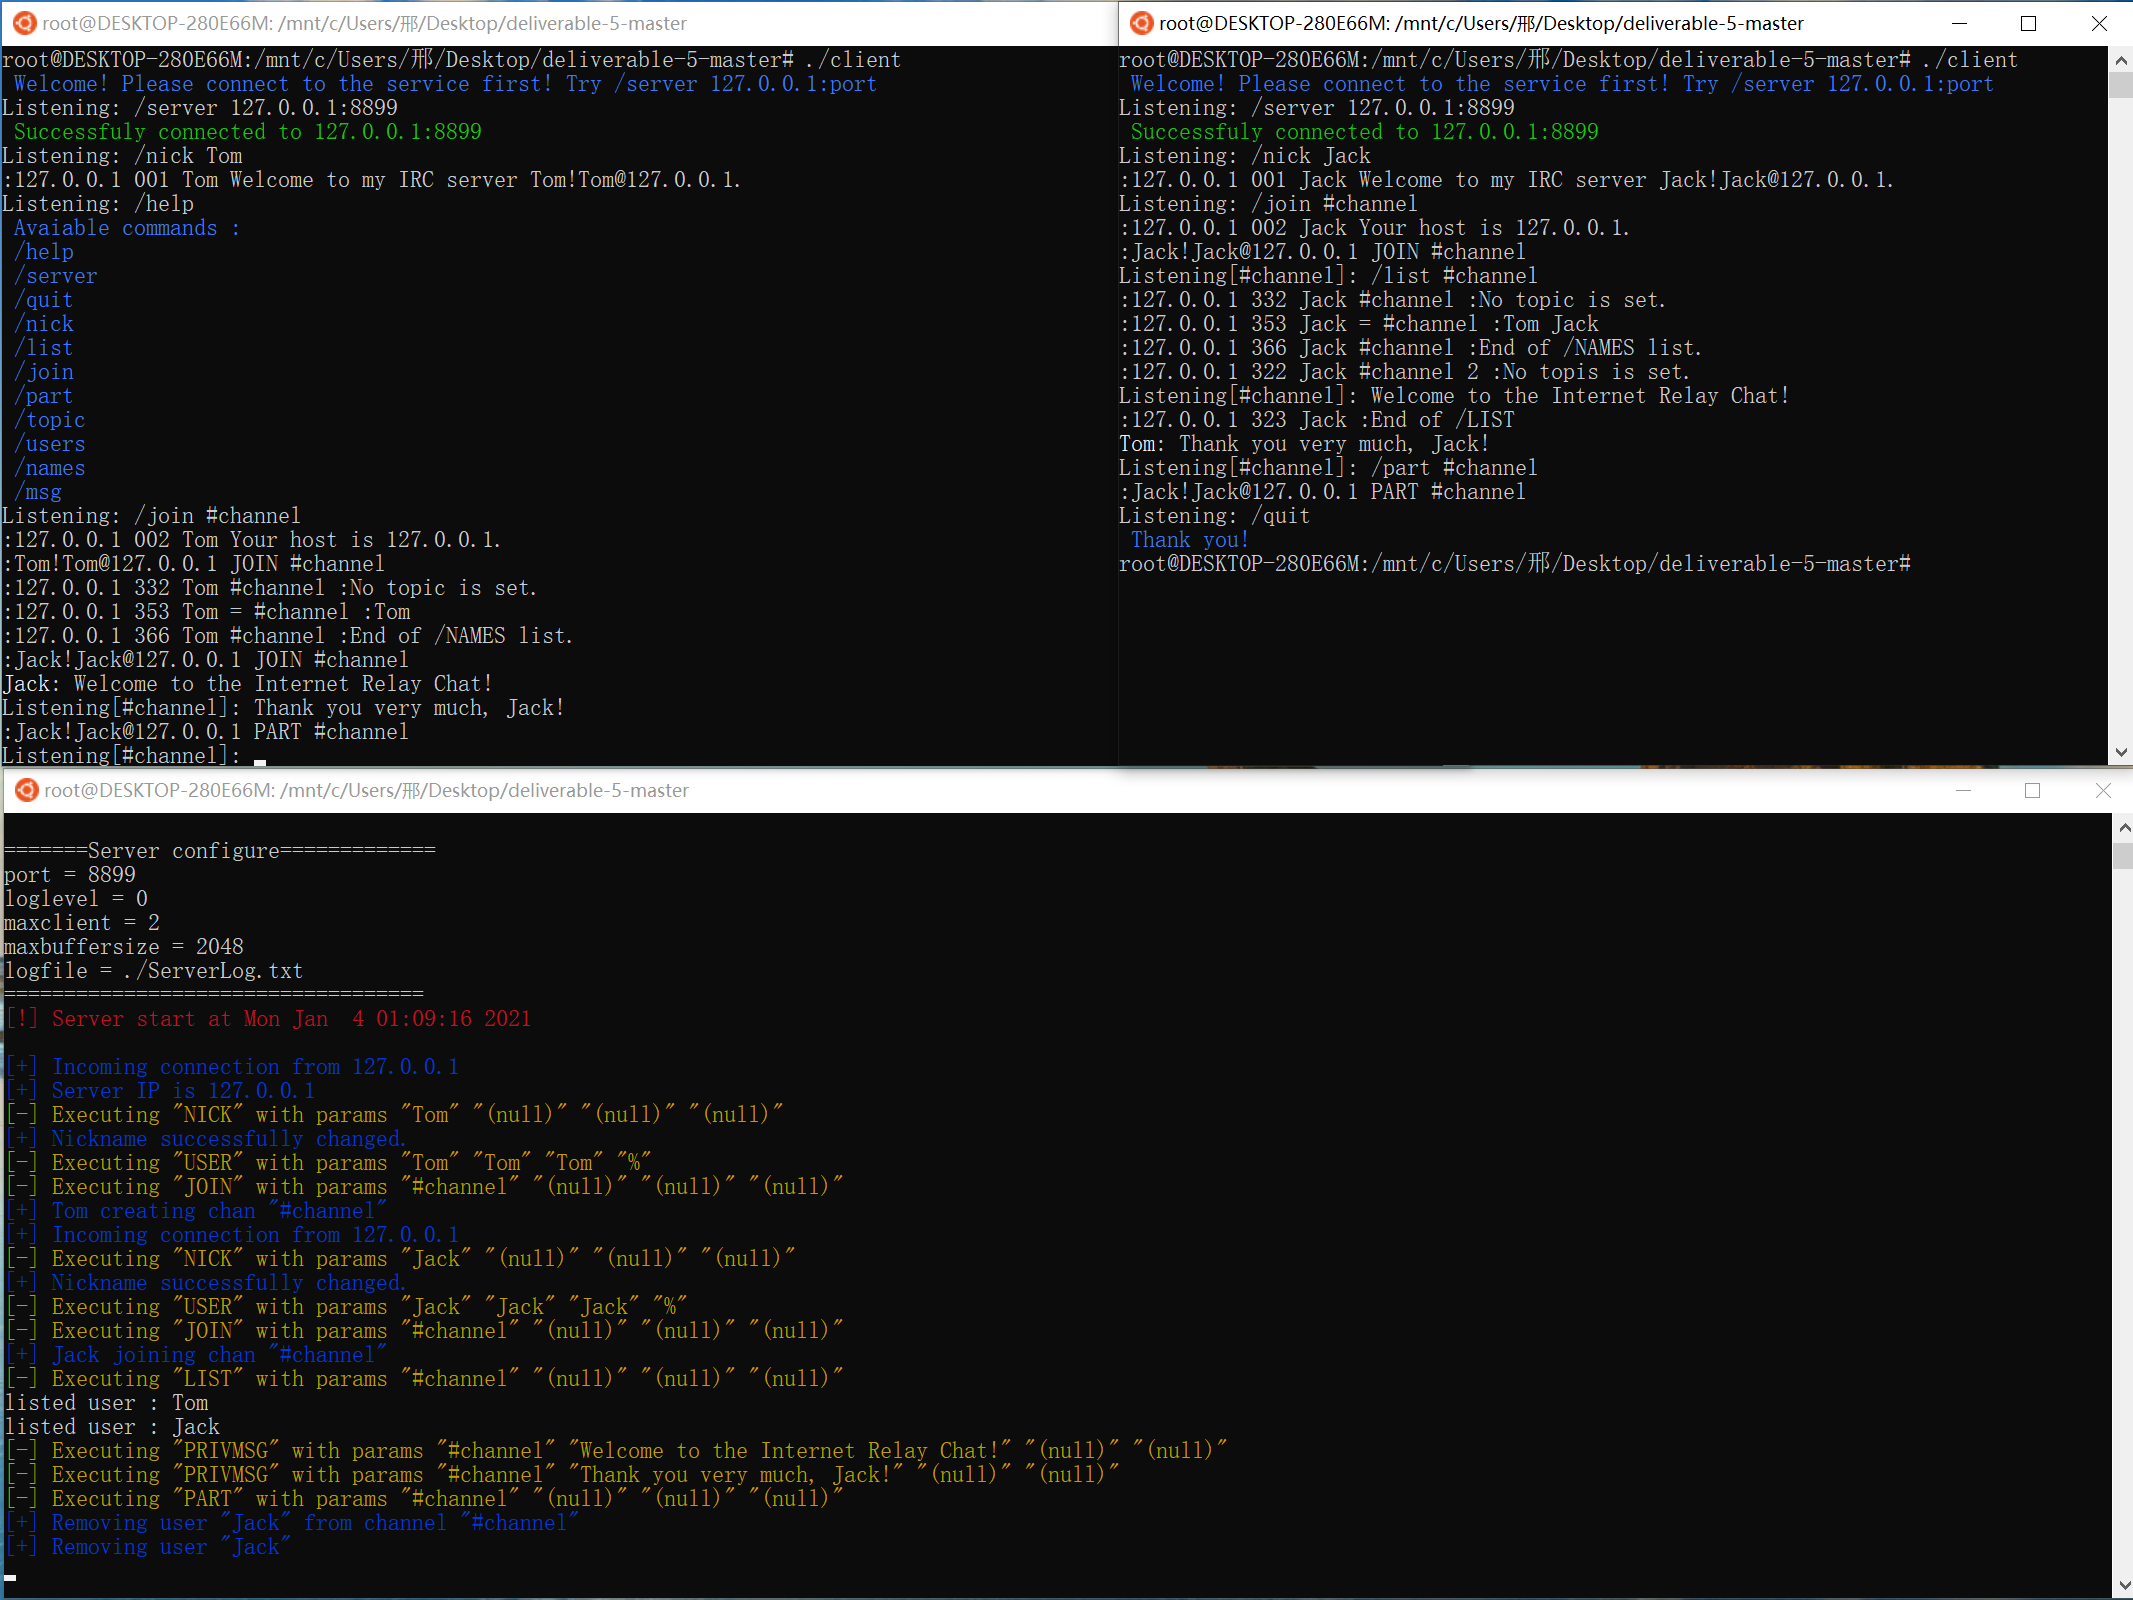 root@DESKTOP-280E66M: /mnt/c/Users/邢/Desktop/deliverable-5-master
root@DESKTOP-280E66M:/mnt/c/Users/邢/Desktop/deliverable-5-master# ./client
Welcome! Please connect to the service first! Try /server 127.0.0.1:port
Listening: /server 127.0.0.1:8899
Successfuly connected to 127.0.0.1:8899
Listening: /nick Tom
:127.0.0.1 001 Tom Welcome to my IRC server Tom!Tom@127.0.0.1.
Listening: /help
Avaiable commands :
/help
/server
/quit
/nick
/list
/join
/part
/topic
/users
/names
/msg
Listening: /join #channel
:127.0.0.1 002 Tom Your host is 127.0.0.1.
:Tom!Tom@127.0.0.1 JOIN #channel
:127.0.0.1 332 Tom #channel :No topic is set.
:127.0.0.1 353 Tom = #channel :Tom
:127.0.0.1 366 Tom #channel :End of /NAMES list.
:Jack!Jack@127.0.0.1 JOIN #channel
Jack: Welcome to the Internet Relay Chat!
Listening[#channel]: Thank you very much, Jack!
:Jack!Jack@127.0.0.1 PART #channel
Listening[#channel]:
root@DESKTOP-280E66M: /mnt/c/Users/邢/Desktop/deliverable-5-master
root@DESKTOP-280E66M:/mnt/c/Users/邢/Desktop/deliverable-5-master# ./client
Welcome! Please connect to the service first! Try /server 127.0.0.1:port
Listening: /server 127.0.0.1:8899
Successfuly connected to 127.0.0.1:8899
Listening: /nick Jack
:127.0.0.1 001 Jack Welcome to my IRC server Jack!Jack@127.0.0.1.
Listening: /join #channel
:127.0.0.1 002 Jack Your host is 127.0.0.1.
:Jack!Jack@127.0.0.1 JOIN #channel
Listening[#channel]: /list #channel
:127.0.0.1 332 Jack #channel :No topic is set.
:127.0.0.1 353 Jack = #channel :Tom Jack
:127.0.0.1 366 Jack #channel :End of /NAMES list.
:127.0.0.1 322 Jack #channel 2 :No topis is set.
Listening[#channel]: Welcome to the Internet Relay Chat!
:127.0.0.1 323 Jack :End of /LIST
Tom: Thank you very much, Jack!
Listening[#channel]: /part #channel
:Jack!Jack@127.0.0.1 PART #channel
Listening: /quit
Thank you!
root@DESKTOP-280E66M:/mnt/c/Users/邢/Desktop/deliverable-5-master#
root@DESKTOP-280E66M: /mnt/c/Users/邢/Desktop/deliverable-5-master
=======Server configure=============
port = 8899
loglevel = 0
maxclient = 2
maxbuffersize = 2048
logfile = ./ServerLog.txt
===================================
[!] Server start at Mon Jan  4 01:09:16 2021
[+] Incoming connection from 127.0.0.1
[+] Server IP is 127.0.0.1
[-] Executing "NICK" with params "Tom" "(null)" "(null)" "(null)"
[+] Nickname successfully changed.
[-] Executing "USER" with params "Tom" "Tom" "Tom" "%"
[-] Executing "JOIN" with params "#channel" "(null)" "(null)" "(null)"
[+] Tom creating chan "#channel"
[+] Incoming connection from 127.0.0.1
[-] Executing "NICK" with params "Jack" "(null)" "(null)" "(null)"
[+] Nickname successfully changed.
[-] Executing "USER" with params "Jack" "Jack" "Jack" "%"
[-] Executing "JOIN" with params "#channel" "(null)" "(null)" "(null)"
[+] Jack joining chan "#channel"
[-] Executing "LIST" with params "#channel" "(null)" "(null)" "(null)"
listed user : Tom
listed user : Jack
[-] Executing "PRIVMSG" with params "#channel" "Welcome to the Internet Relay Chat!" "(null)" "(null)"
[-] Executing "PRIVMSG" with params "#channel" "Thank you very much, Jack!" "(null)" "(null)"
[-] Executing "PART" with params "#channel" "(null)" "(null)" "(null)"
[+] Removing user "Jack" from channel "#channel"
[+] Removing user "Jack"